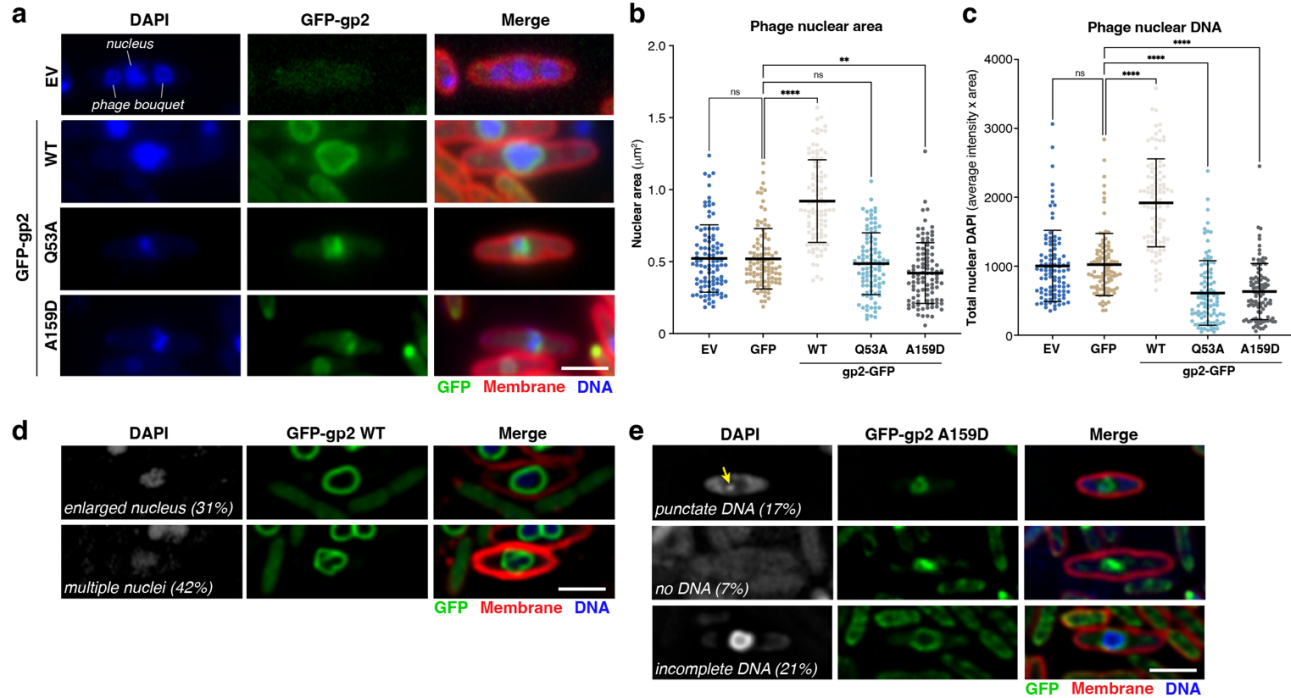 a
DAPI GFP-gp2 Merge
EV
nucleus
phage bouquet
GFP-gp2
WT
Q53A
A159D
GFP Membrane DNA
b
Phage nuclear area
Nuclear area (μm²)
2.0
1.5
1.0
0.5
0
ns
****
ns
**
EV GFP WT Q53A A159D
gp2-GFP
c
Phage nuclear DNA
Total nuclear DAPI (average intensity x area)
4000
3000
2000
1000
0
ns
****
****
****
EV GFP WT Q53A A159D
gp2-GFP
d
DAPI GFP-gp2 WT Merge
enlarged nucleus (31%)
multiple nuclei (42%)
GFP Membrane DNA
e
DAPI GFP-gp2 A159D Merge
punctate DNA (17%)
no DNA (7%)
incomplete DNA (21%)
GFP Membrane DNA